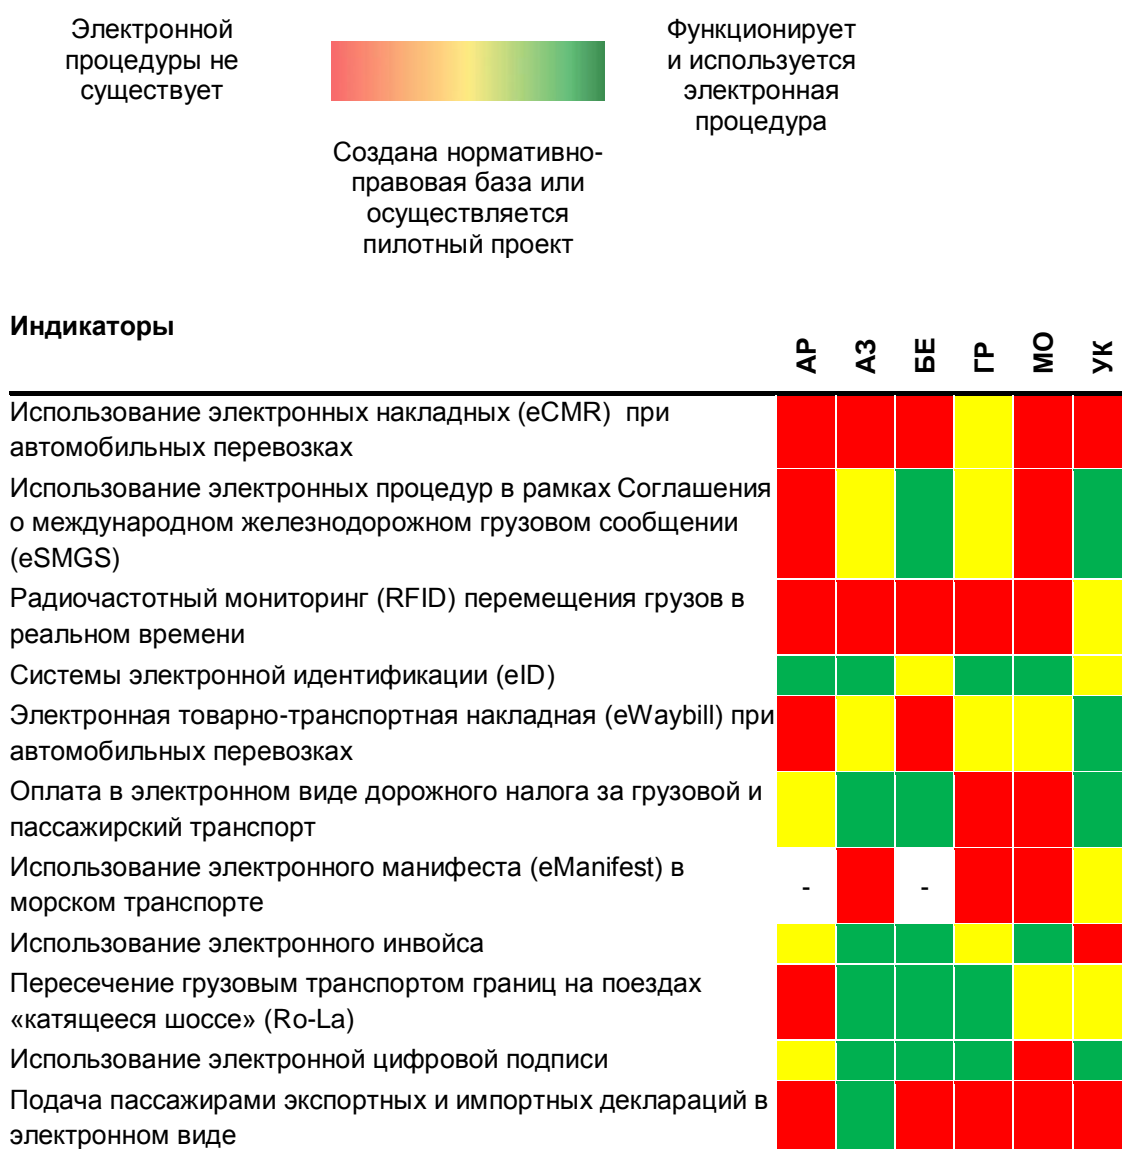 Электронной
процедуры не
существует
Функционирует
и используется
электронная
процедура
Создана нормативно-
правовая база или
осуществляется
пилотный проект
Индикаторы
АР
АЗ
БЕ
ГР
МО
УК
Использование электронных накладных (eCMR) при
автомобильных перевозках
Использование электронных процедур в рамках Соглашения
о международном железнодорожном грузовом сообщении
(eSMGS)
Радиочастотный мониторинг (RFID) перемещения грузов в
реальном времени
Системы электронной идентификации (eID)
Электронная товарно-транспортная накладная (eWaybill) при
автомобильных перевозках
Оплата в электронном виде дорожного налога за грузовой и
пассажирский транспорт
Использование электронного манифеста (eManifest) в
морском транспорте
- -
Использование электронного инвойса
Пересечение грузовым транспортом границ на поездах
«катящееся шоссе» (Ro-La)
Использование электронной цифровой подписи
Подача пассажирами экспортных и импортных деклараций в
электронном виде